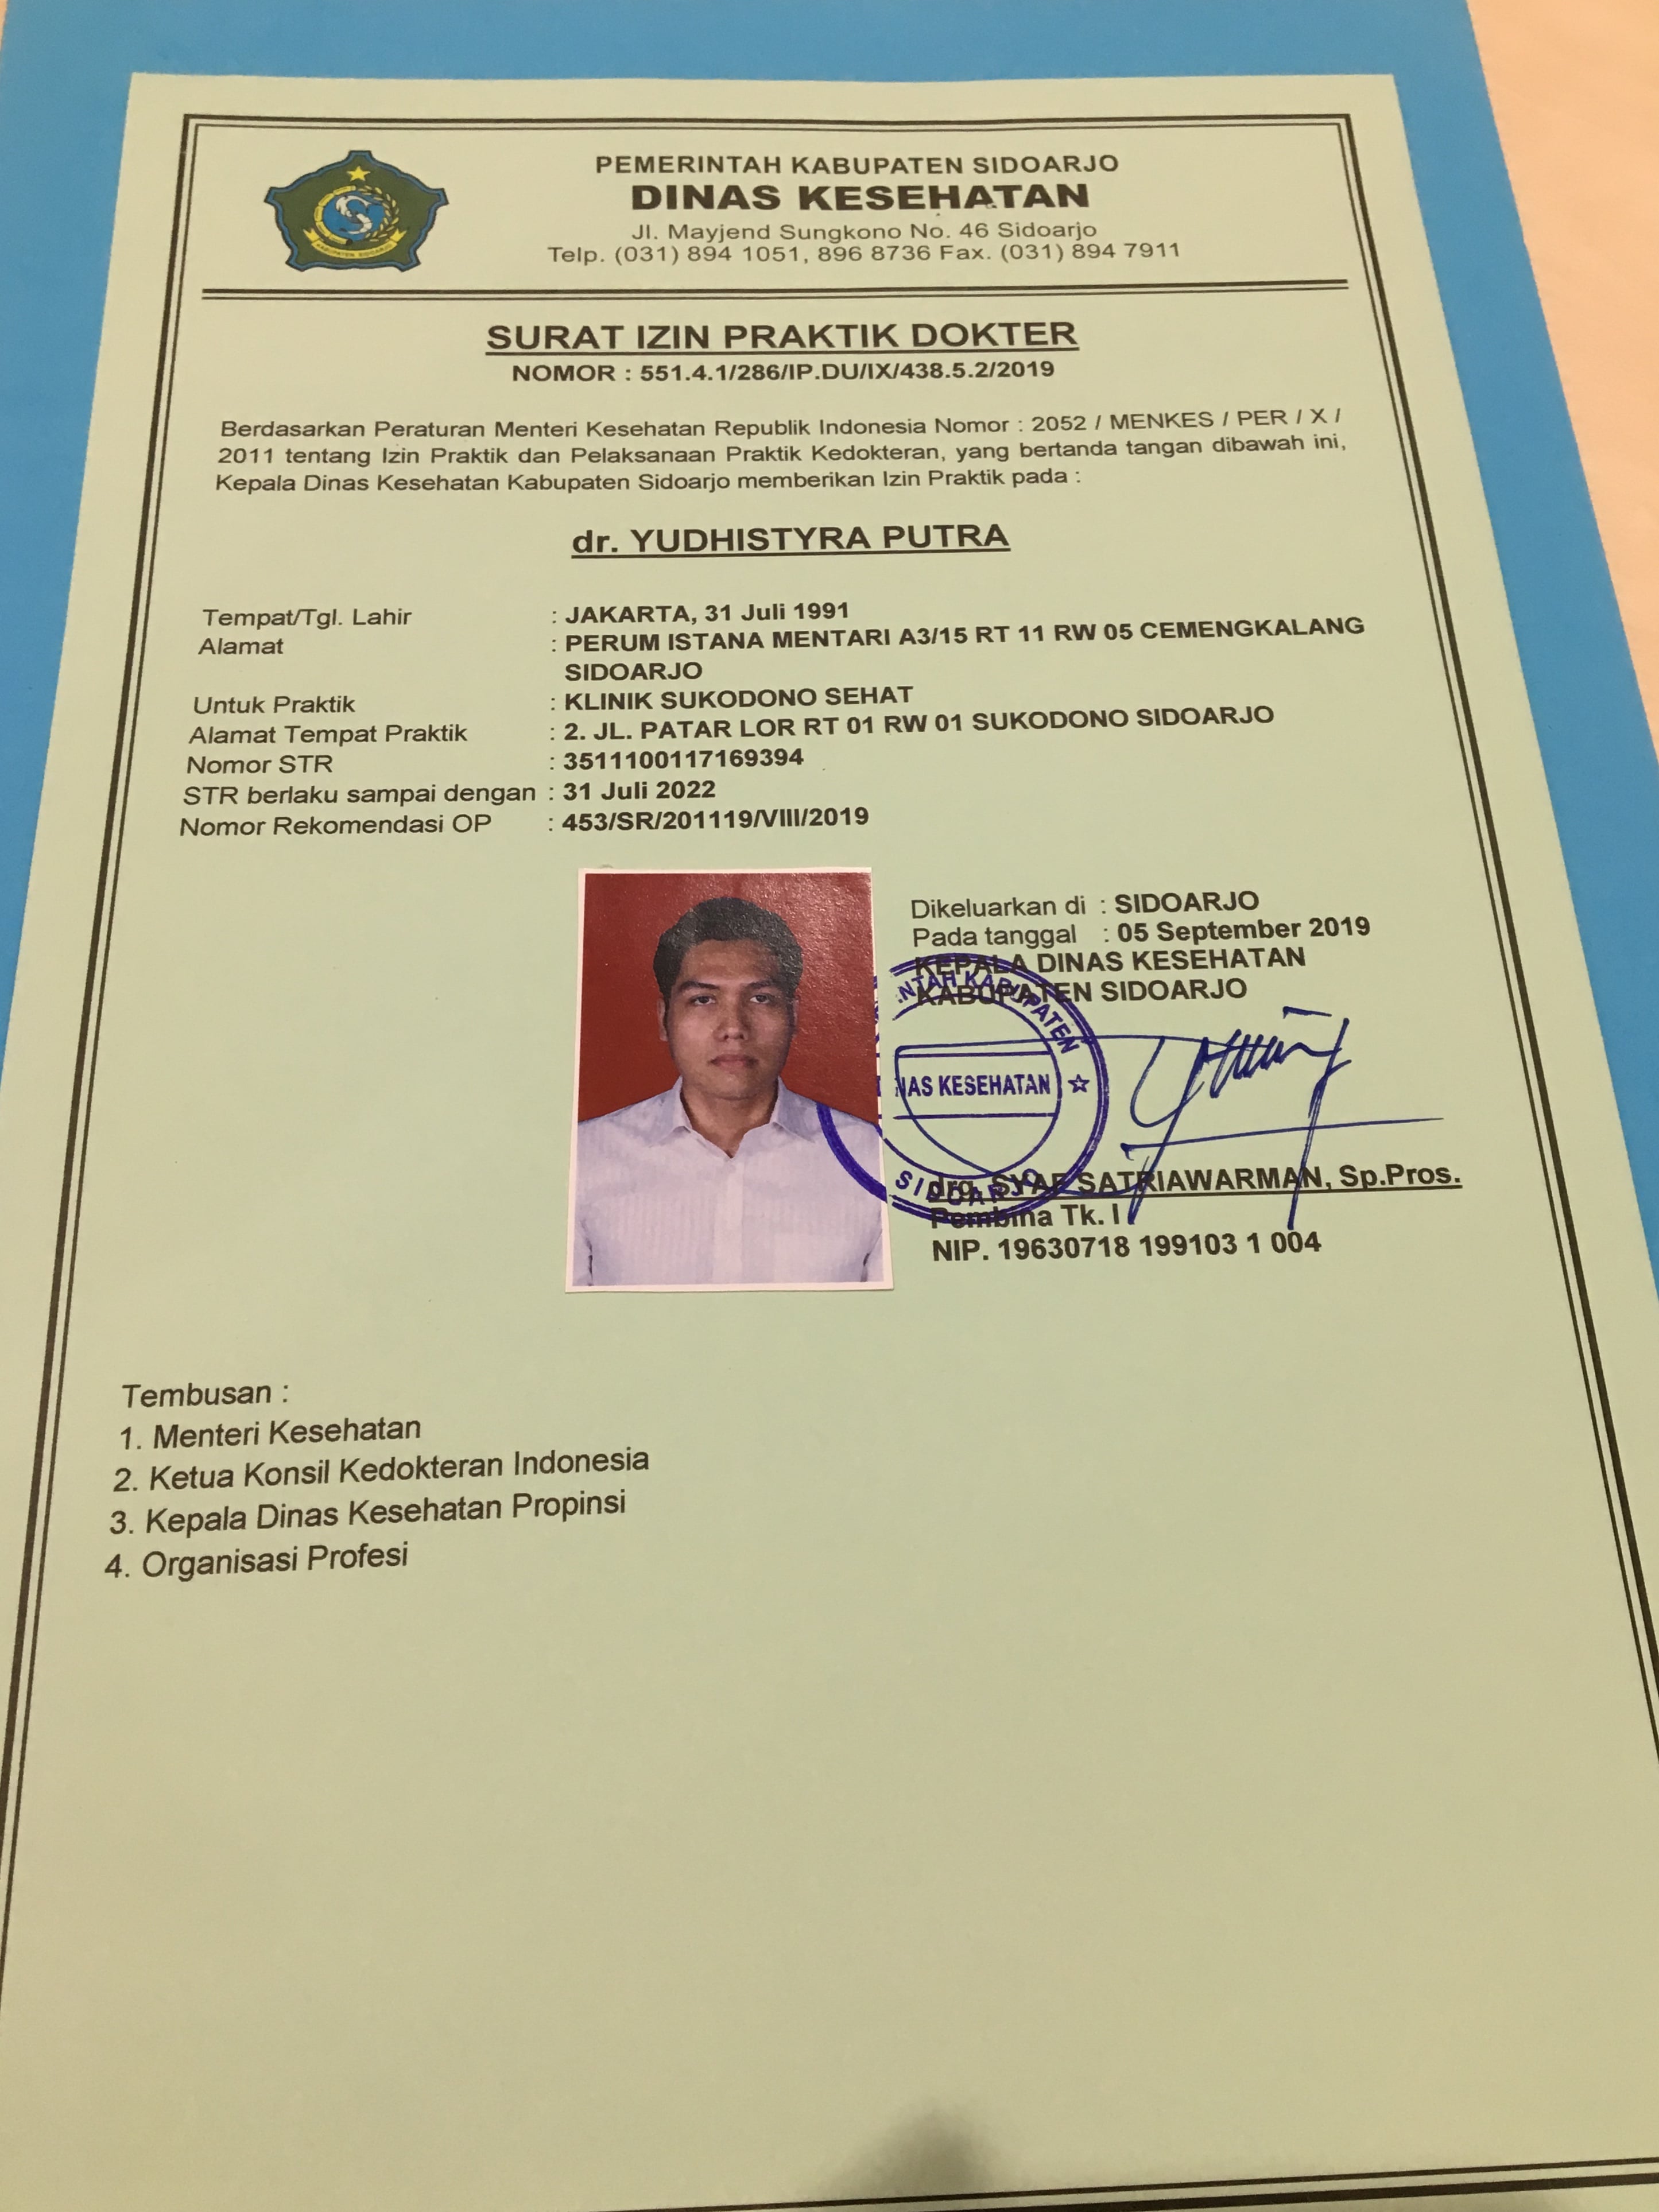 PEMERINTAH KABUPATEN SIDOARJO
DINAS KESEHATAN
Jl. Mayjend Sungkono No. 46 Sidoarjo
Telp. (031) 894 1051, 896 8736 Fax. (031) 894 7911
KABUPATEN SIDOARJO
SURAT IZIN PRAKTIK DOKTER
NOMOR : 551.4.1/286/IP.DU/IX/438.5.2/2019
Berdasarkan Peraturan Menteri Kesehatan Republik Indonesia Nomor : 2052 / MENKES / PER / X /
2011 tentang Izin Praktik dan Pelaksanaan Praktik Kedokteran, yang bertanda tangan dibawah ini,
Kepala Dinas Kesehatan Kabupaten Sidoarjo memberikan Izin Praktik pada :
dr. YUDHISTYRA PUTRA
Tempat/Tgl. Lahir : JAKARTA, 31 Juli 1991
Alamat : PERUM ISTANA MENTARI A3/15 RT 11 RW 05 CEMENGKALANG
SIDOARJO
Untuk Praktik : KLINIK SUKODONO SEHAT
Alamat Tempat Praktik : 2. JL. PATAR LOR RT 01 RW 01 SUKODONO SIDOARJO
Nomor STR : 3511100117169394
STR berlaku sampai dengan : 31 Juli 2022
Nomor Rekomendasi OP : 453/SR/201119/VIII/2019
Dikeluarkan di : SIDOARJO
Pada tanggal : 05 September 2019
KEPALA DINAS KESEHATAN
KABUPATEN SIDOARJO
NTAH KABUPATEN
NAS KESEHATAN
SIDOARJO
drg. SYAF SATRIAWARMAN, Sp.Pros.
Pembina Tk. I
NIP. 19630718 199103 1 004
Tembusan :
1. Menteri Kesehatan
2. Ketua Konsil Kedokteran Indonesia
3. Kepala Dinas Kesehatan Propinsi
4. Organisasi Profesi